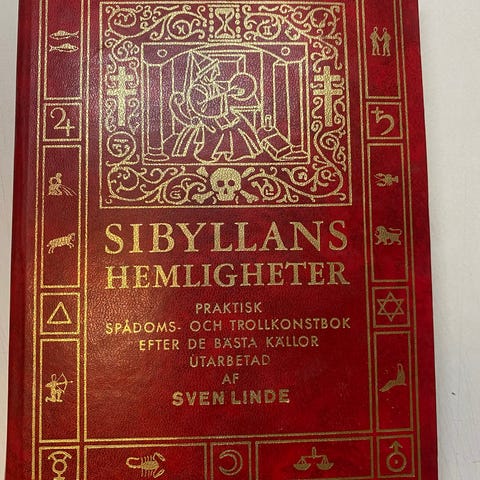 SIBYLLANS
HEMLIGHETER
PRAKTISK
SPÅDOMS- OCH TROLLKONSTBOK
EFTER DE BÄSTA KÄLLOR
UTARBETAD
AF
SVEN LINDE